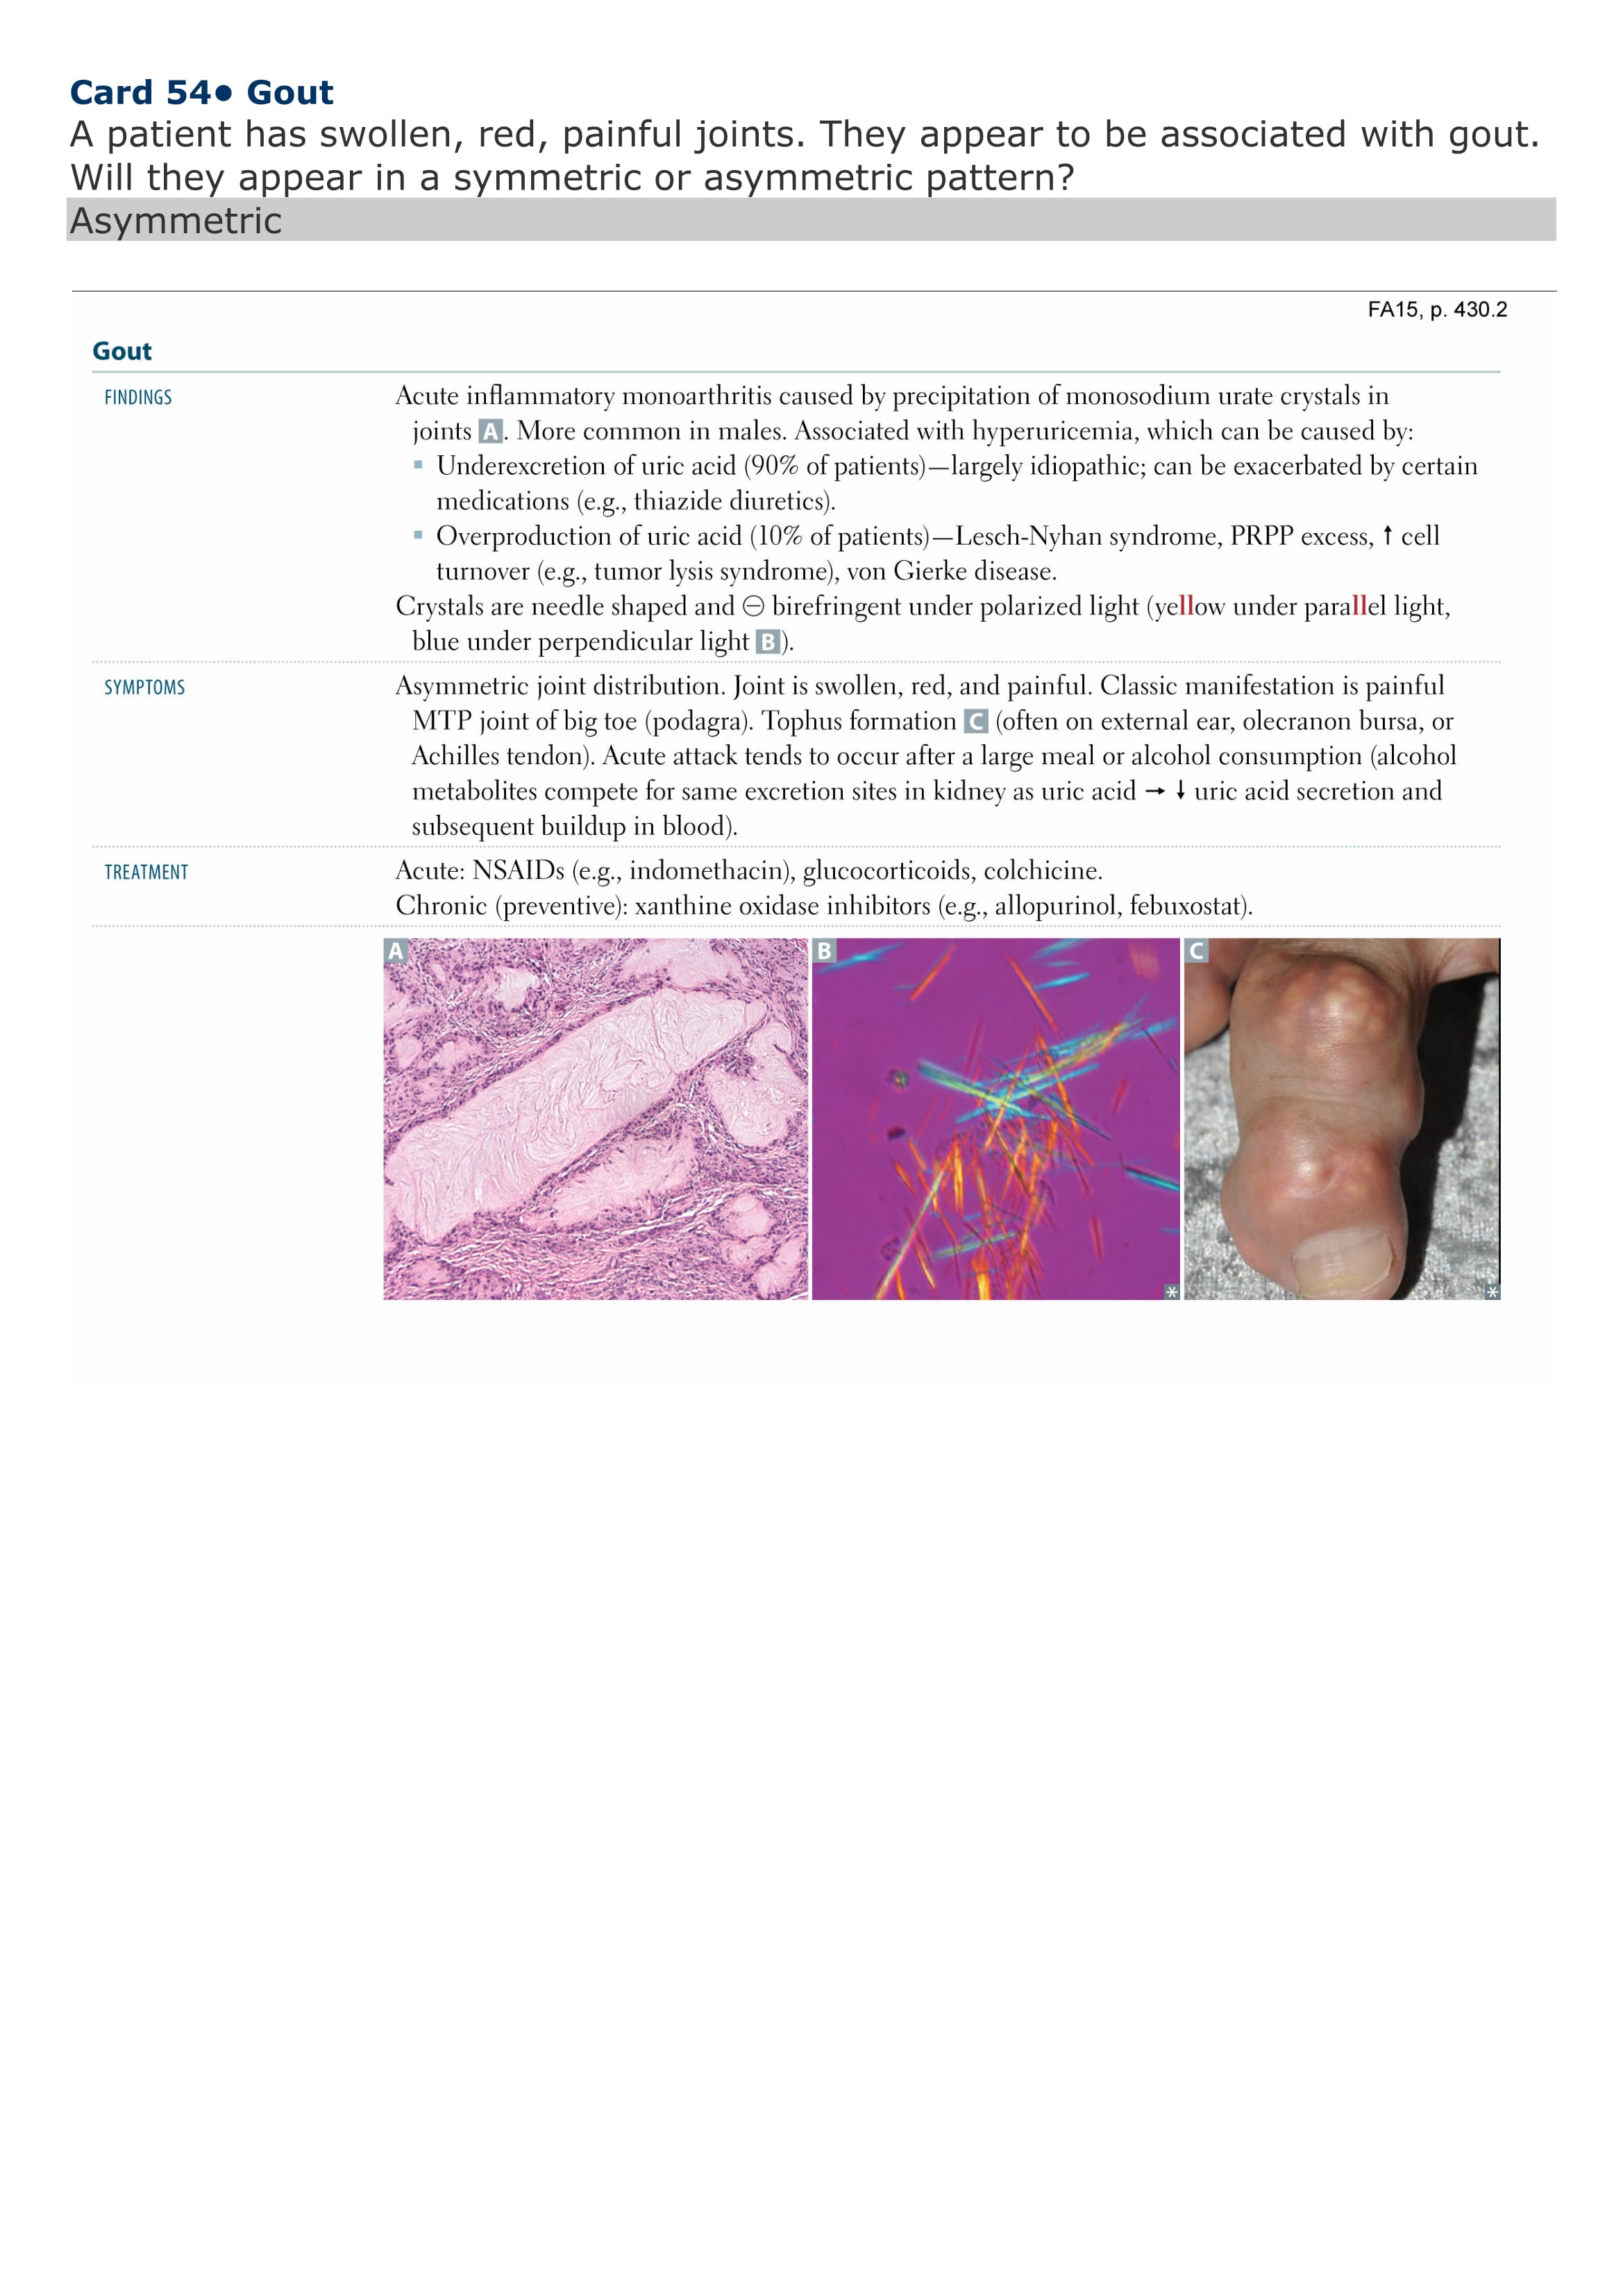 Card 54• Gout
A patient has swollen, red, painful joints. They appear to be associated with gout.
Will they appear in a symmetric or asymmetric pattern?
Asymmetric
FA15, p. 430.2
Gout
FINDINGS
Acute inflammatory monoarthritis caused by precipitation of monosodium urate crystals in
joints A. More common in males. Associated with hyperuricemia, which can be caused by:
▪ Underexcretion of uric acid (90% of patients)—largely idiopathic; can be exacerbated by certain
medications (e.g., thiazide diuretics).
▪ Overproduction of uric acid (10% of patients)—Lesch-Nyhan syndrome, PRPP excess, ↑ cell
turnover (e.g., tumor lysis syndrome), von Gierke disease.
Crystals are needle shaped and ⊖ birefringent under polarized light (yellow under parallel light,
blue under perpendicular light B).
SYMPTOMS
Asymmetric joint distribution. Joint is swollen, red, and painful. Classic manifestation is painful
MTP joint of big toe (podagra). Tophus formation C (often on external ear, olecranon bursa, or
Achilles tendon). Acute attack tends to occur after a large meal or alcohol consumption (alcohol
metabolites compete for same excretion sites in kidney as uric acid → ↓ uric acid secretion and
subsequent buildup in blood).
TREATMENT
Acute: NSAIDs (e.g., indomethacin), glucocorticoids, colchicine.
Chronic (preventive): xanthine oxidase inhibitors (e.g., allopurinol, febuxostat).
A
B
C
*
*